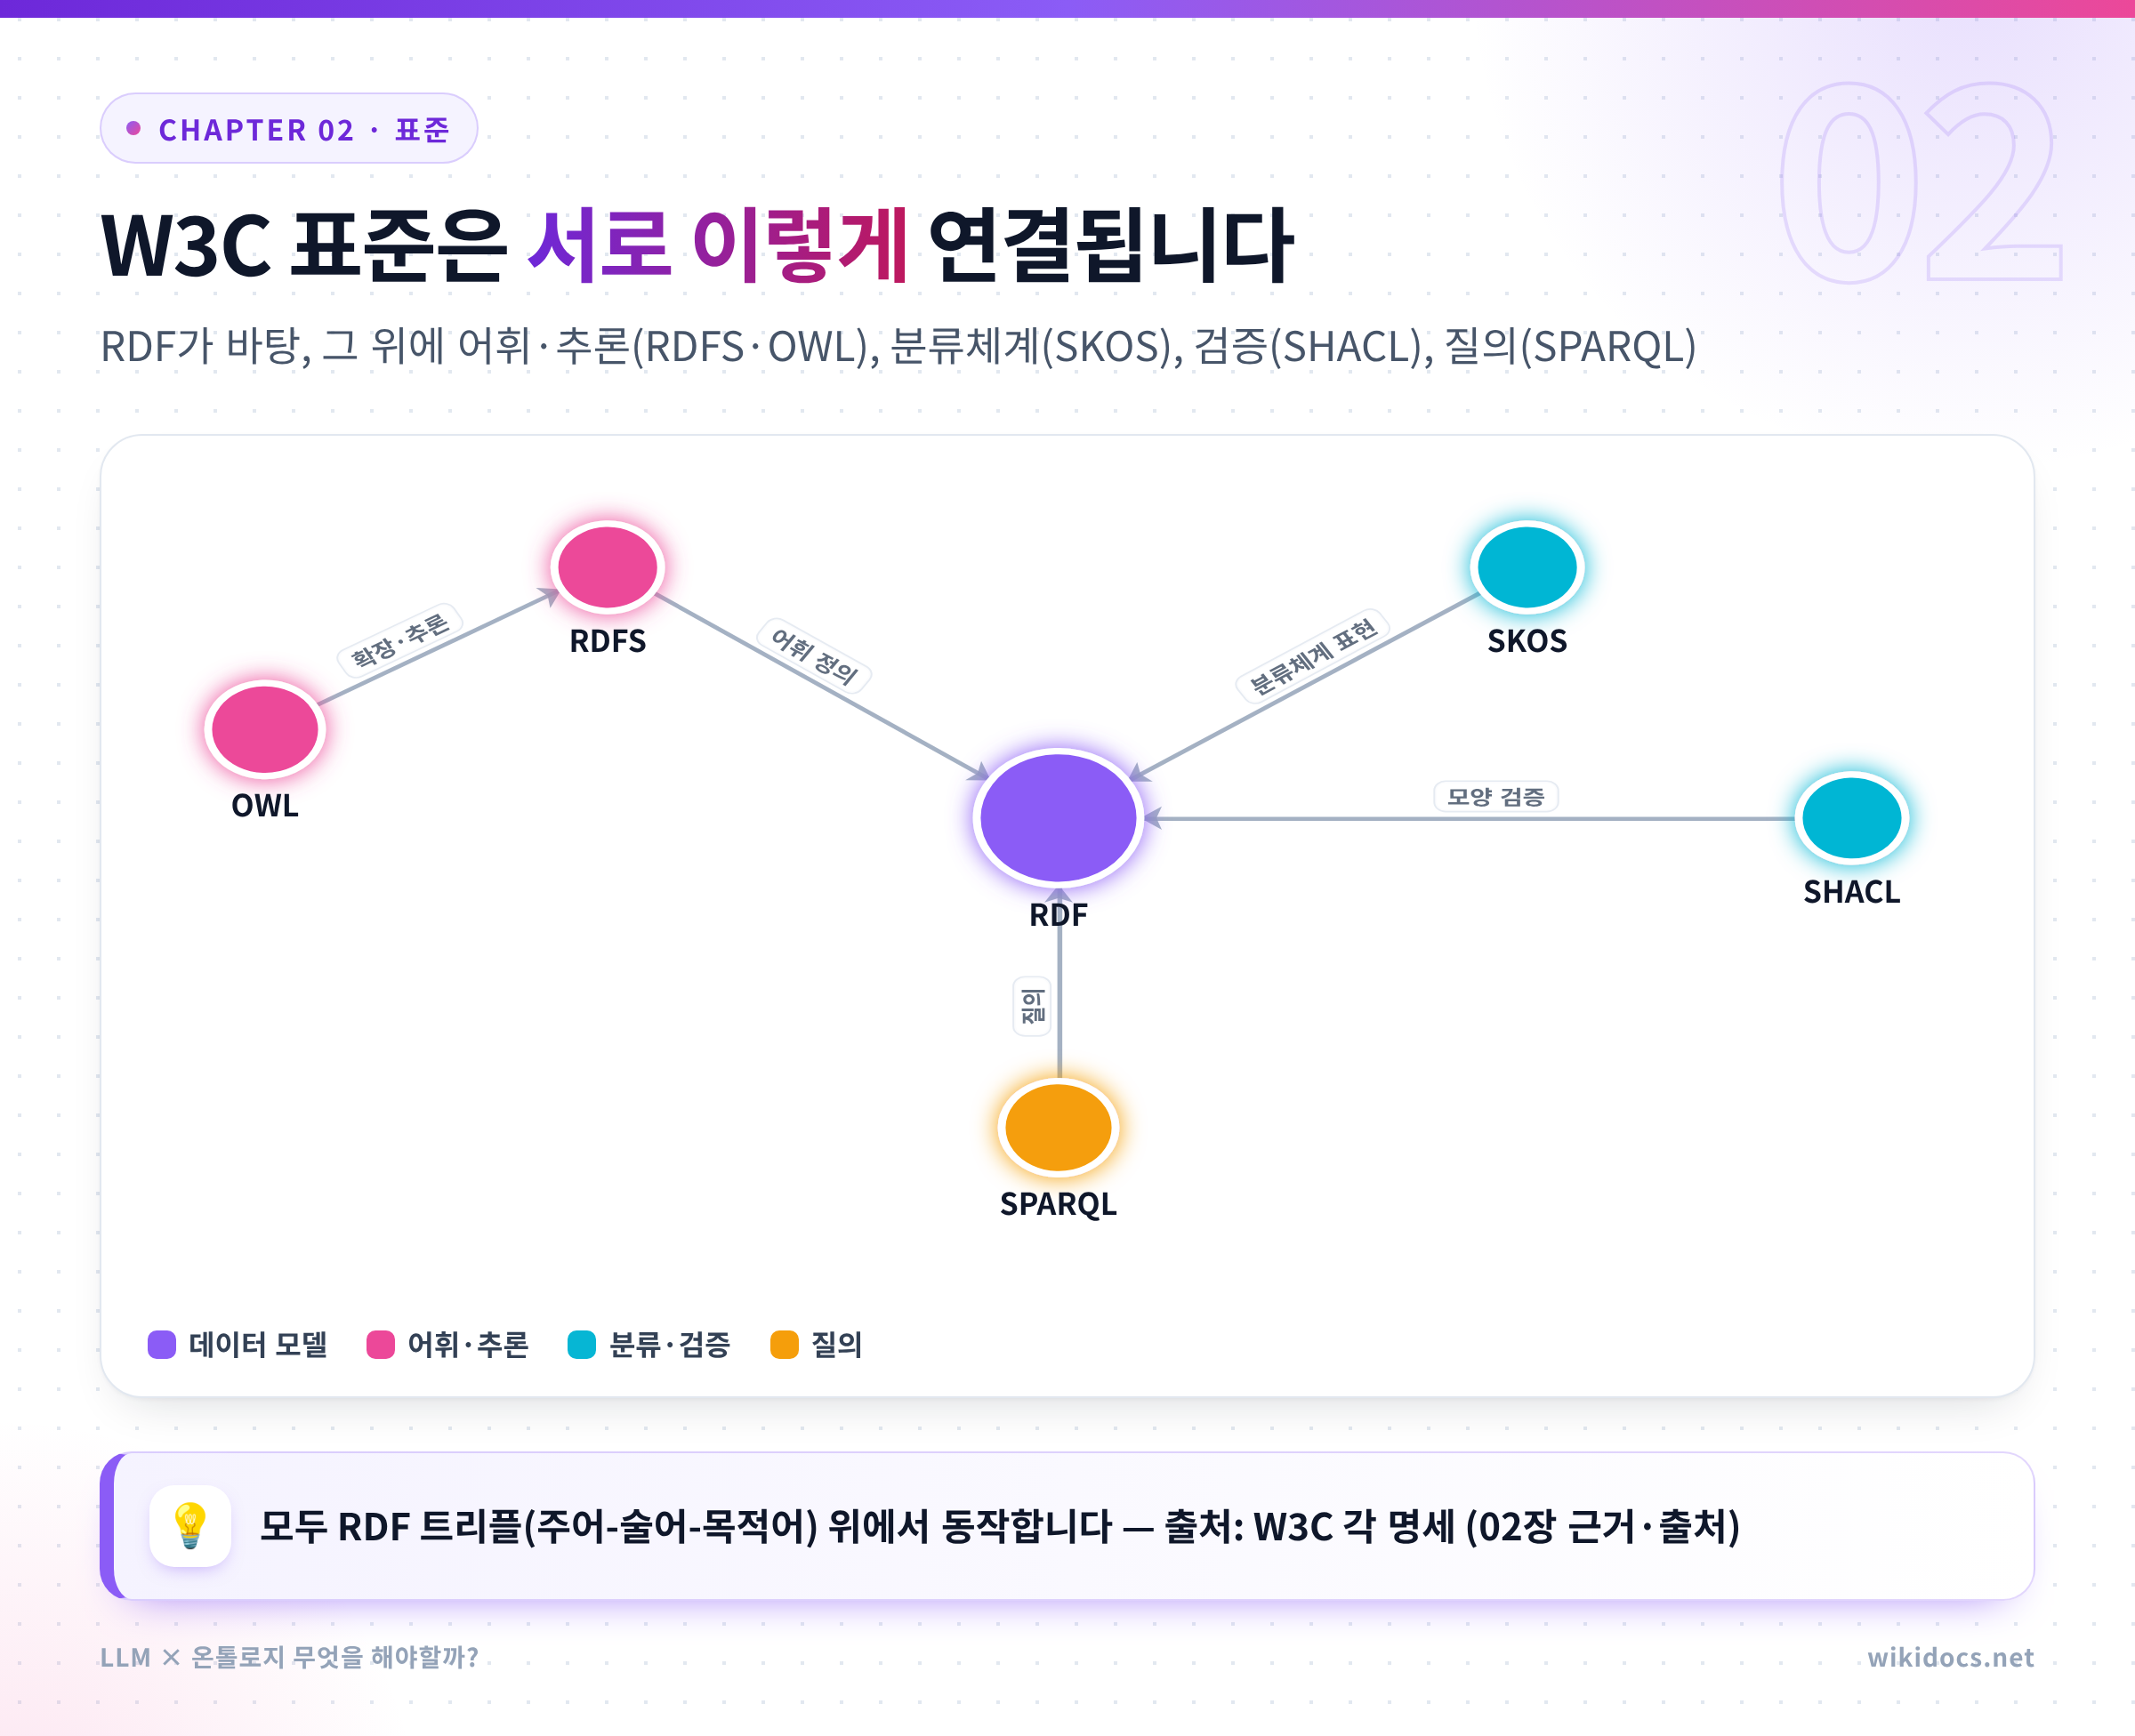 CHAPTER 02 · 표준
02
W3C 표준은 서로 이렇게 연결됩니다
RDF가 바탕, 그 위에 어휘·추론(RDFS·OWL), 분류체계(SKOS), 검증(SHACL), 질의(SPARQL)
RDFS
SKOS
확장·추론
어휘 정의
분류체계 표현
OWL
모양 검증
SHACL
RDF
질의
SPARQL
데이터 모델 어휘·추론 분류·검증 질의
모두 RDF 트리플(주어-술어-목적어) 위에서 동작합니다 — 출처: W3C 각 명세 (02장 근거·출처)
LLM × 온톨로지 무엇을 해야할까?
wikidocs.net